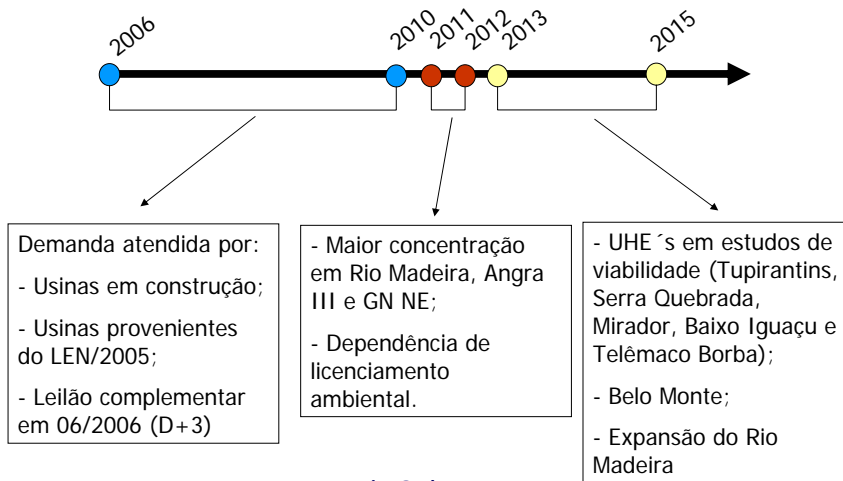 2006
2010
2011
2012
2013
2015
Demanda atendida por:
- Usinas em construção;
- Usinas provenientes
do LEN/2005;
- Leilão complementar
em 06/2006 (D+3)
- Maior concentração
em Rio Madeira, Angra
III e GN NE;
- Dependência de
licenciamento
ambiental.
- UHE´s em estudos de
viabilidade (Tupirantins,
Serra Quebrada,
Mirador, Baixo Iguaçu e
Telêmaco Borba);
- Belo Monte;
- Expansão do Rio
Madeira